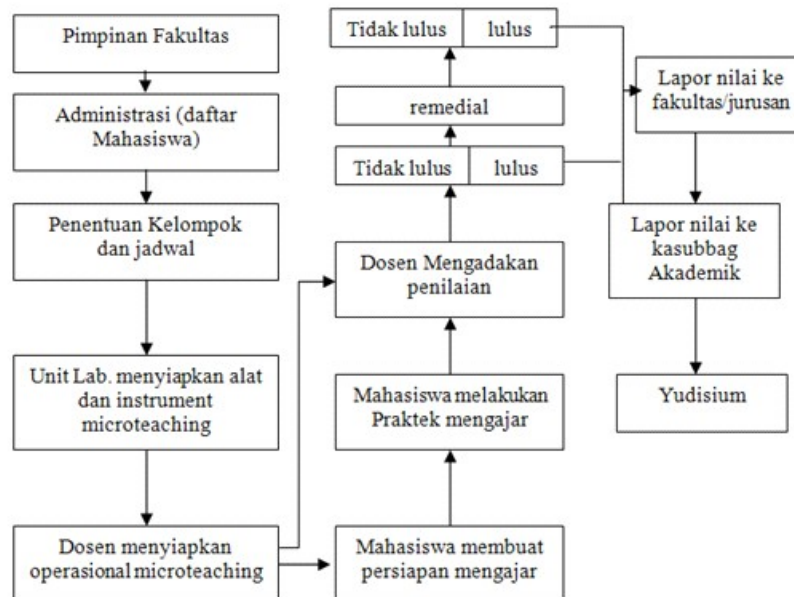 Pimpinan Fakultas
Administrasi (daftar
Mahasiswa)
Penentuan Kelompok
dan jadwal
Unit Lab. menyiapkan alat
dan instrument
microteaching
Dosen menyiapkan
operasional microteaching
Tidak lulus
lulus
remedial
Tidak lulus
lulus
Dosen Mengadakan
penilaian
Mahasiswa melakukan
Praktek mengajar
Mahasiswa membuat
persiapan mengajar
Lapor nilai ke
fakultas/jurusan
Lapor nilai ke
kasubbag
Akademik
Yudisium